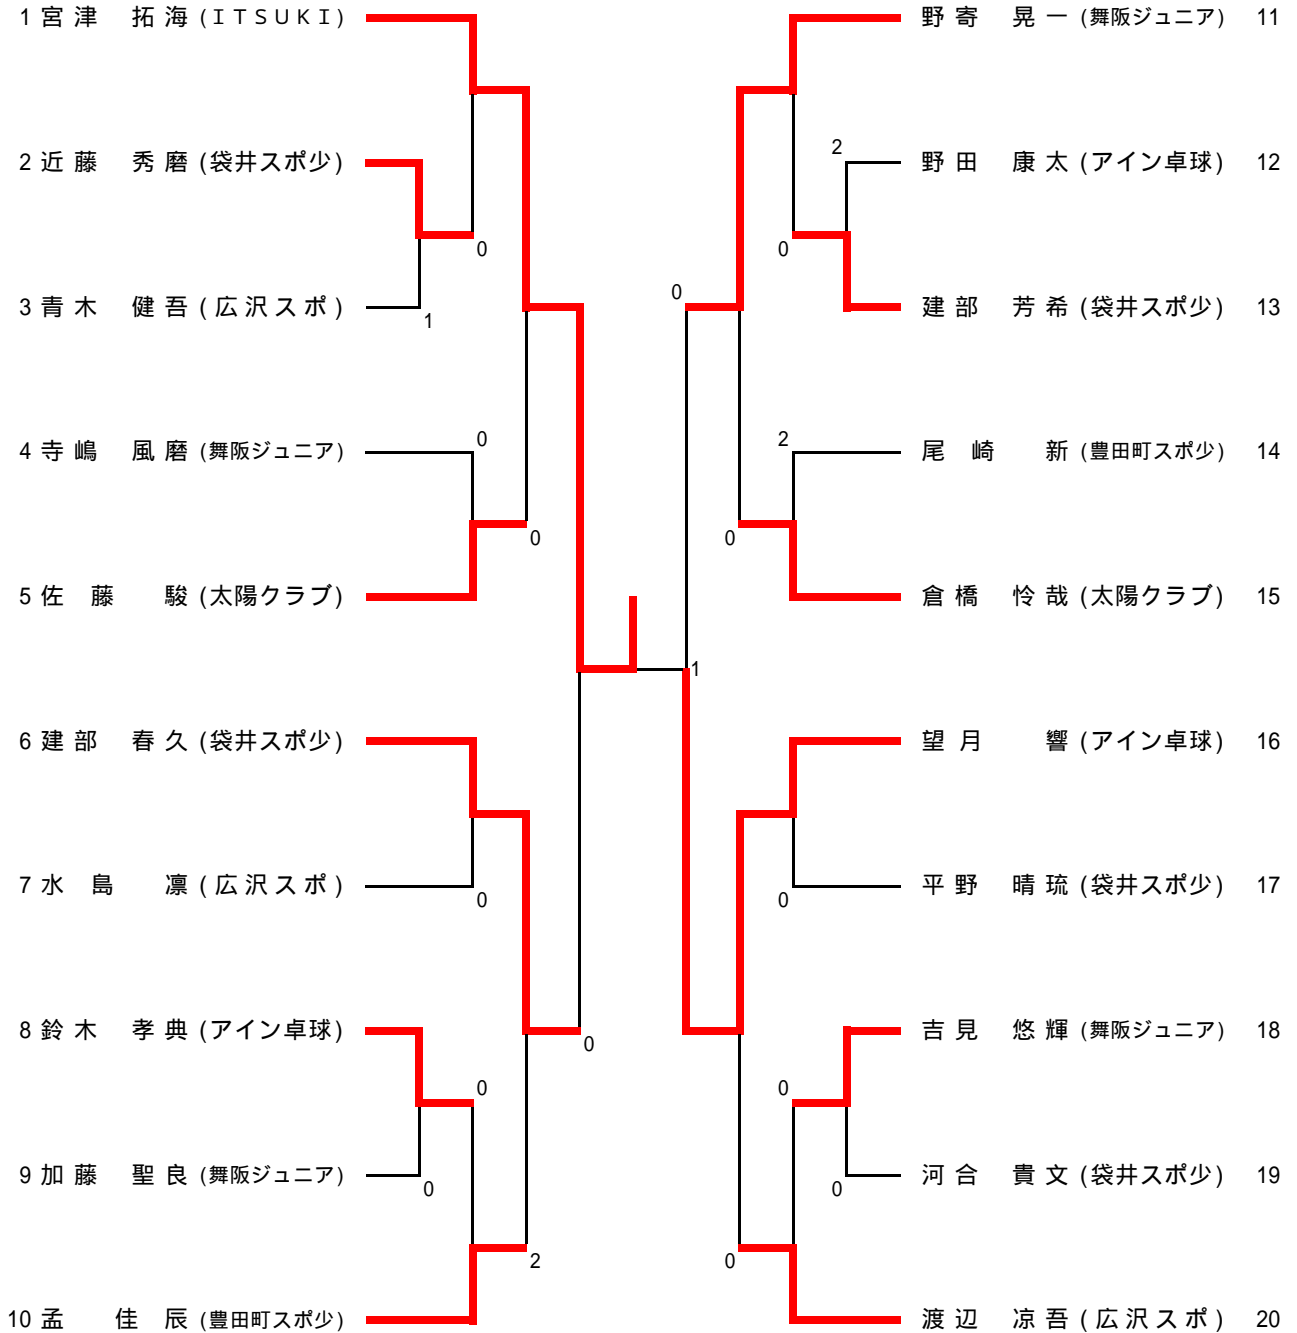 1 宮津 拓海 (ＩＴＳＵＫＩ)
2 近藤 秀磨 (袋井スポ少)
0
3 青木 健吾 (広沢スポ)
1
4 寺嶋 風磨 (舞阪ジュニア)
0
0
5 佐藤 駿 (太陽クラブ)
6 建部 春久 (袋井スポ少)
7 水島 凛 (広沢スポ)
0
8 鈴木 孝典 (アイン卓球)
0
0
9 加藤 聖良 (舞阪ジュニア)
0
2
10 孟 佳辰 (豊田町スポ少)
野寄 晃一 (舞阪ジュニア) 11
2
野田 康太 (アイン卓球) 12
0
0
建部 芳希 (袋井スポ少) 13
2
尾崎 新 (豊田町スポ少) 14
0
倉橋 怜哉 (太陽クラブ) 15
1
望月 響 (アイン卓球) 16
0
平野 晴琉 (袋井スポ少) 17
吉見 悠輝 (舞阪ジュニア) 18
0
0
河合 貴文 (袋井スポ少) 19
0
渡辺 凉吾 (広沢スポ) 20